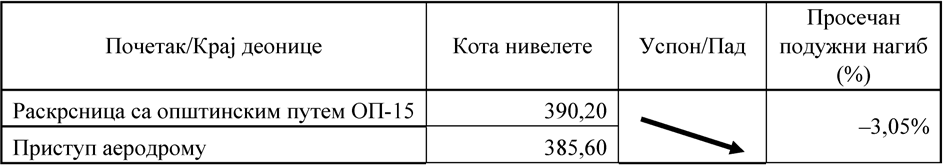 Почетак/Крај деонице Кота нивелете Успон/Пад Просечан подужни нагиб (%)
Раскрсница са општинским путем ОП-15 390,20
Приступ аеродрому 385,60
–3,05%